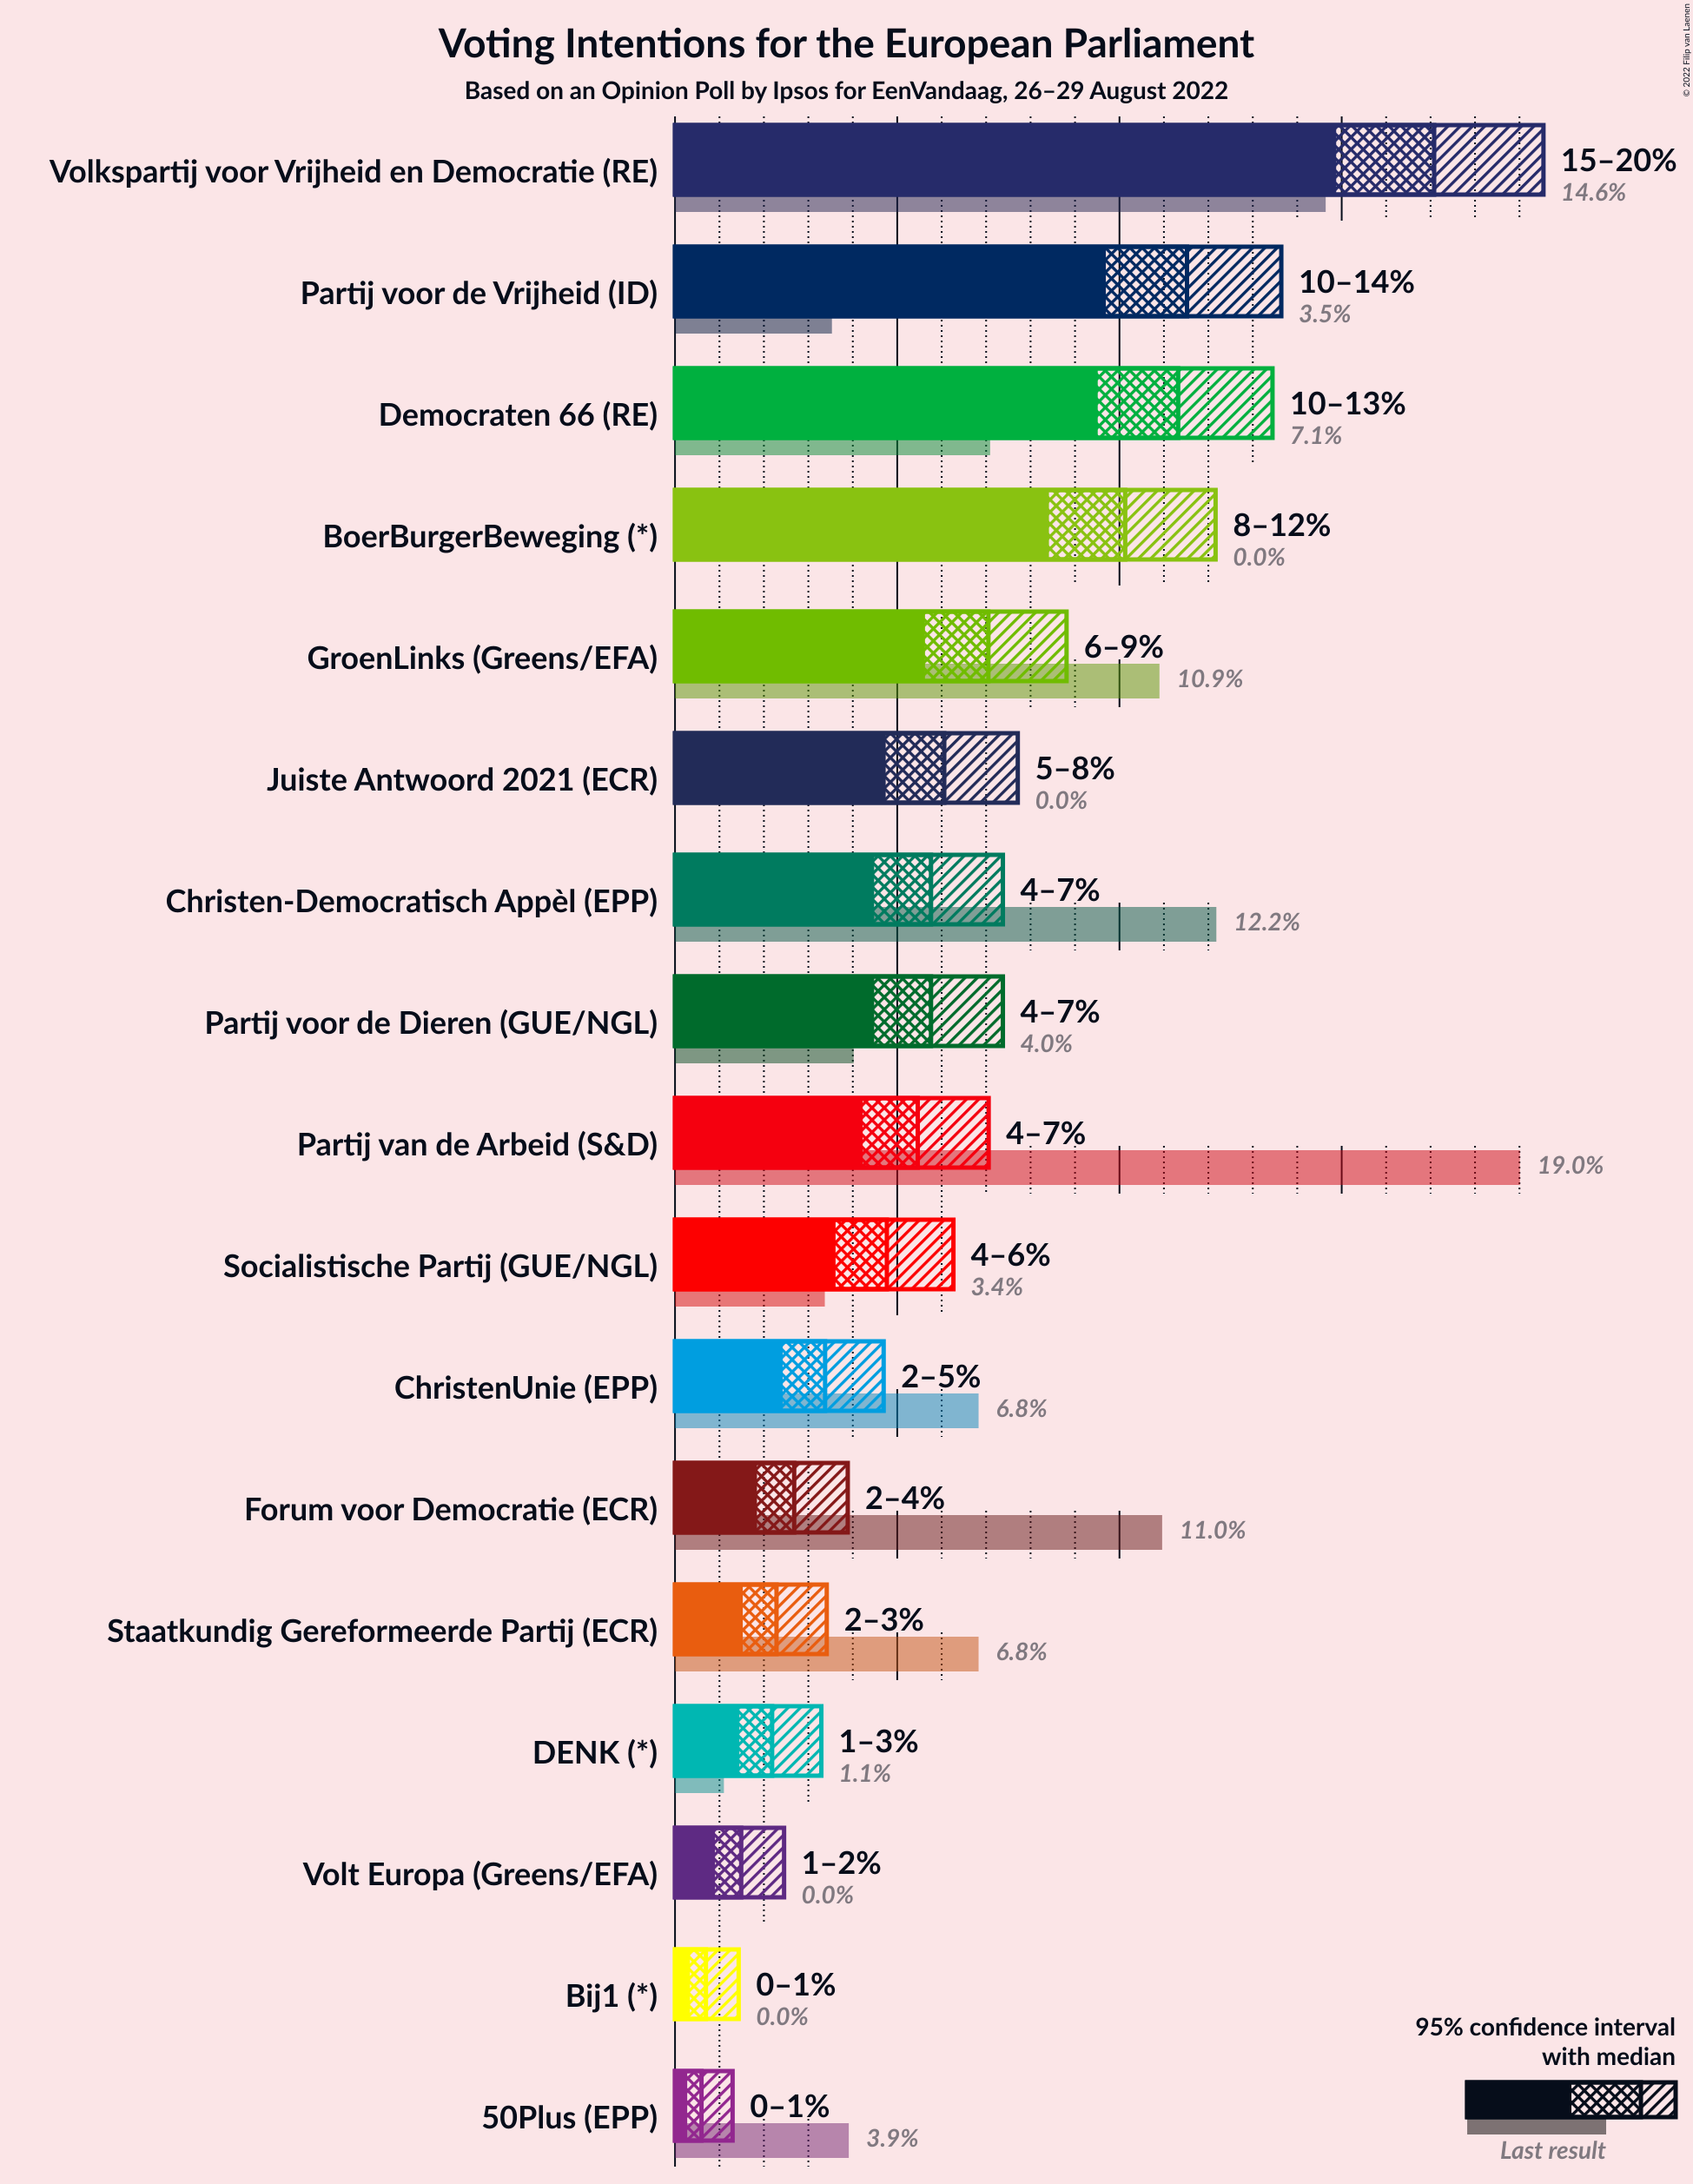 Voting Intentions for the European Parliament
Based on an Opinion Poll by Ipsos for EenVandaag, 26–29 August 2022
© 2022 Filip van Laenen
Volkspartij voor Vrijheid en Democratie (RE)
15–20%
14.6%
Partij voor de Vrijheid (ID)
10–14%
3.5%
Democraten 66 (RE)
10–13%
7.1%
BoerBurgerBeweging (*)
8–12%
0.0%
GroenLinks (Greens/EFA)
6–9%
10.9%
Juiste Antwoord 2021 (ECR)
5–8%
0.0%
Christen-Democratisch Appèl (EPP)
4–7%
12.2%
Partij voor de Dieren (GUE/NGL)
4–7%
4.0%
Partij van de Arbeid (S&D)
4–7%
19.0%
Socialistische Partij (GUE/NGL)
4–6%
3.4%
ChristenUnie (EPP)
2–5%
6.8%
Forum voor Democratie (ECR)
2–4%
11.0%
Staatkundig Gereformeerde Partij (ECR)
2–3%
6.8%
DENK (*)
1–3%
1.1%
Volt Europa (Greens/EFA)
1–2%
0.0%
Bij1 (*)
0–1%
0.0%
50Plus (EPP)
0–1%
3.9%
95% confidence interval
with median
Last result